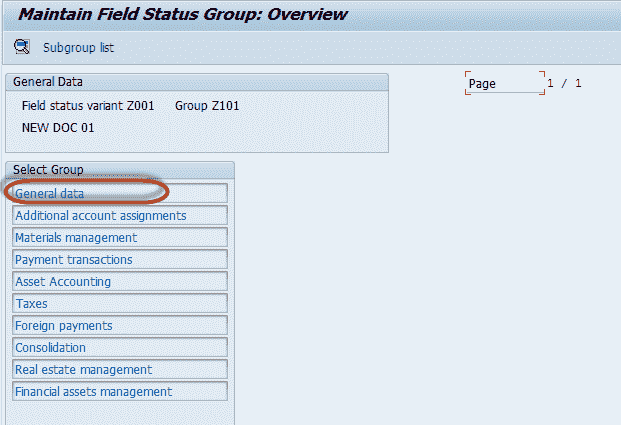 Maintain Field Status Group: Overview
Subgroup list
General Data
Page 1 / 1
Field status variant Z001 Group Z101
NEW DOC 01
Select Group
General data
Additional account assignments
Materials management
Payment transactions
Asset Accounting
Taxes
Foreign payments
Consolidation
Real estate management
Financial assets management